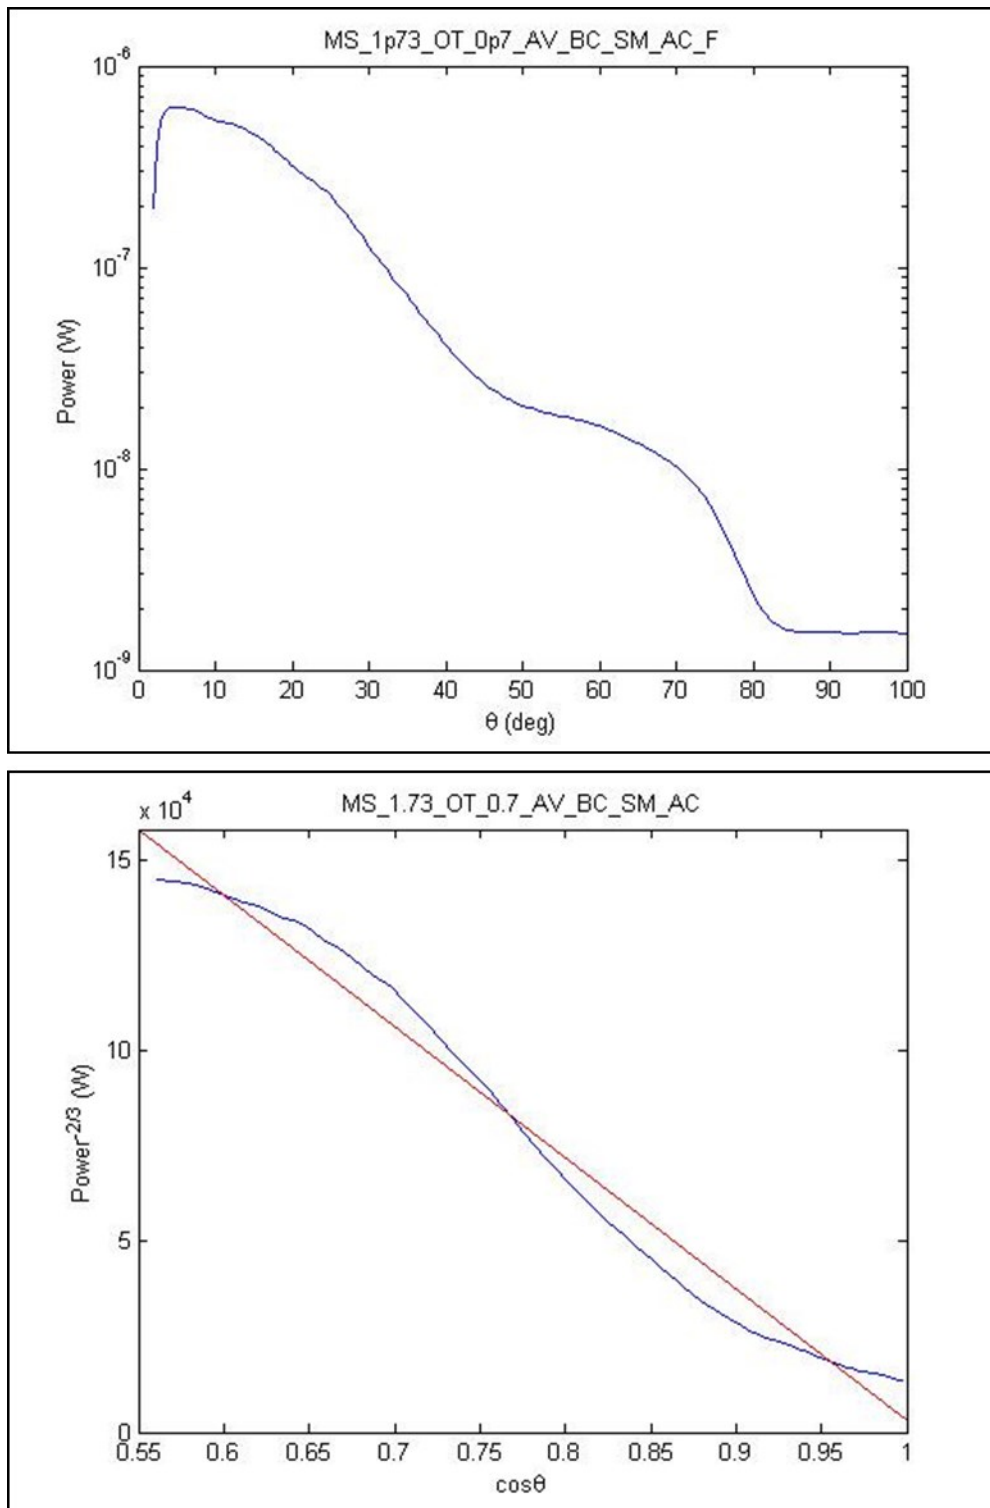 MS_1p73_OT_0p7_AV_BC_SM_AC_F
10^-6
10^-7
10^-8
10^-9
Power (W)
0 10 20 30 40 50 60 70 80 90 100
θ (deg)
x 10^4
MS_1.73_OT_0.7_AV_BC_SM_AC
15
10
5
0
Power^-2/3 (W)
0.55 0.6 0.65 0.7 0.75 0.8 0.85 0.9 0.95 1
cosθ